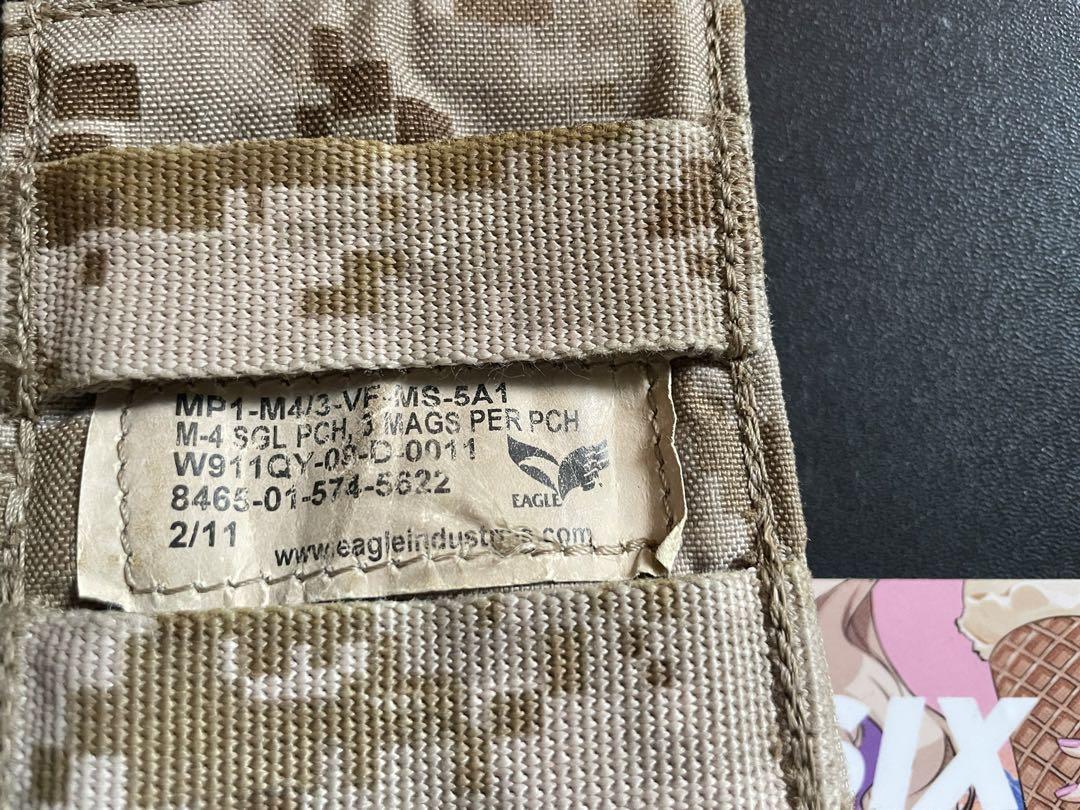 MP1-M4/3-VF-MS-5A1
M-4 SGL PCH, 3 MAGS PER PCH
W911QY-09-D-0011
8465-01-574-5622
2/11
EAGLE
www.eagleindustries.com
SIX